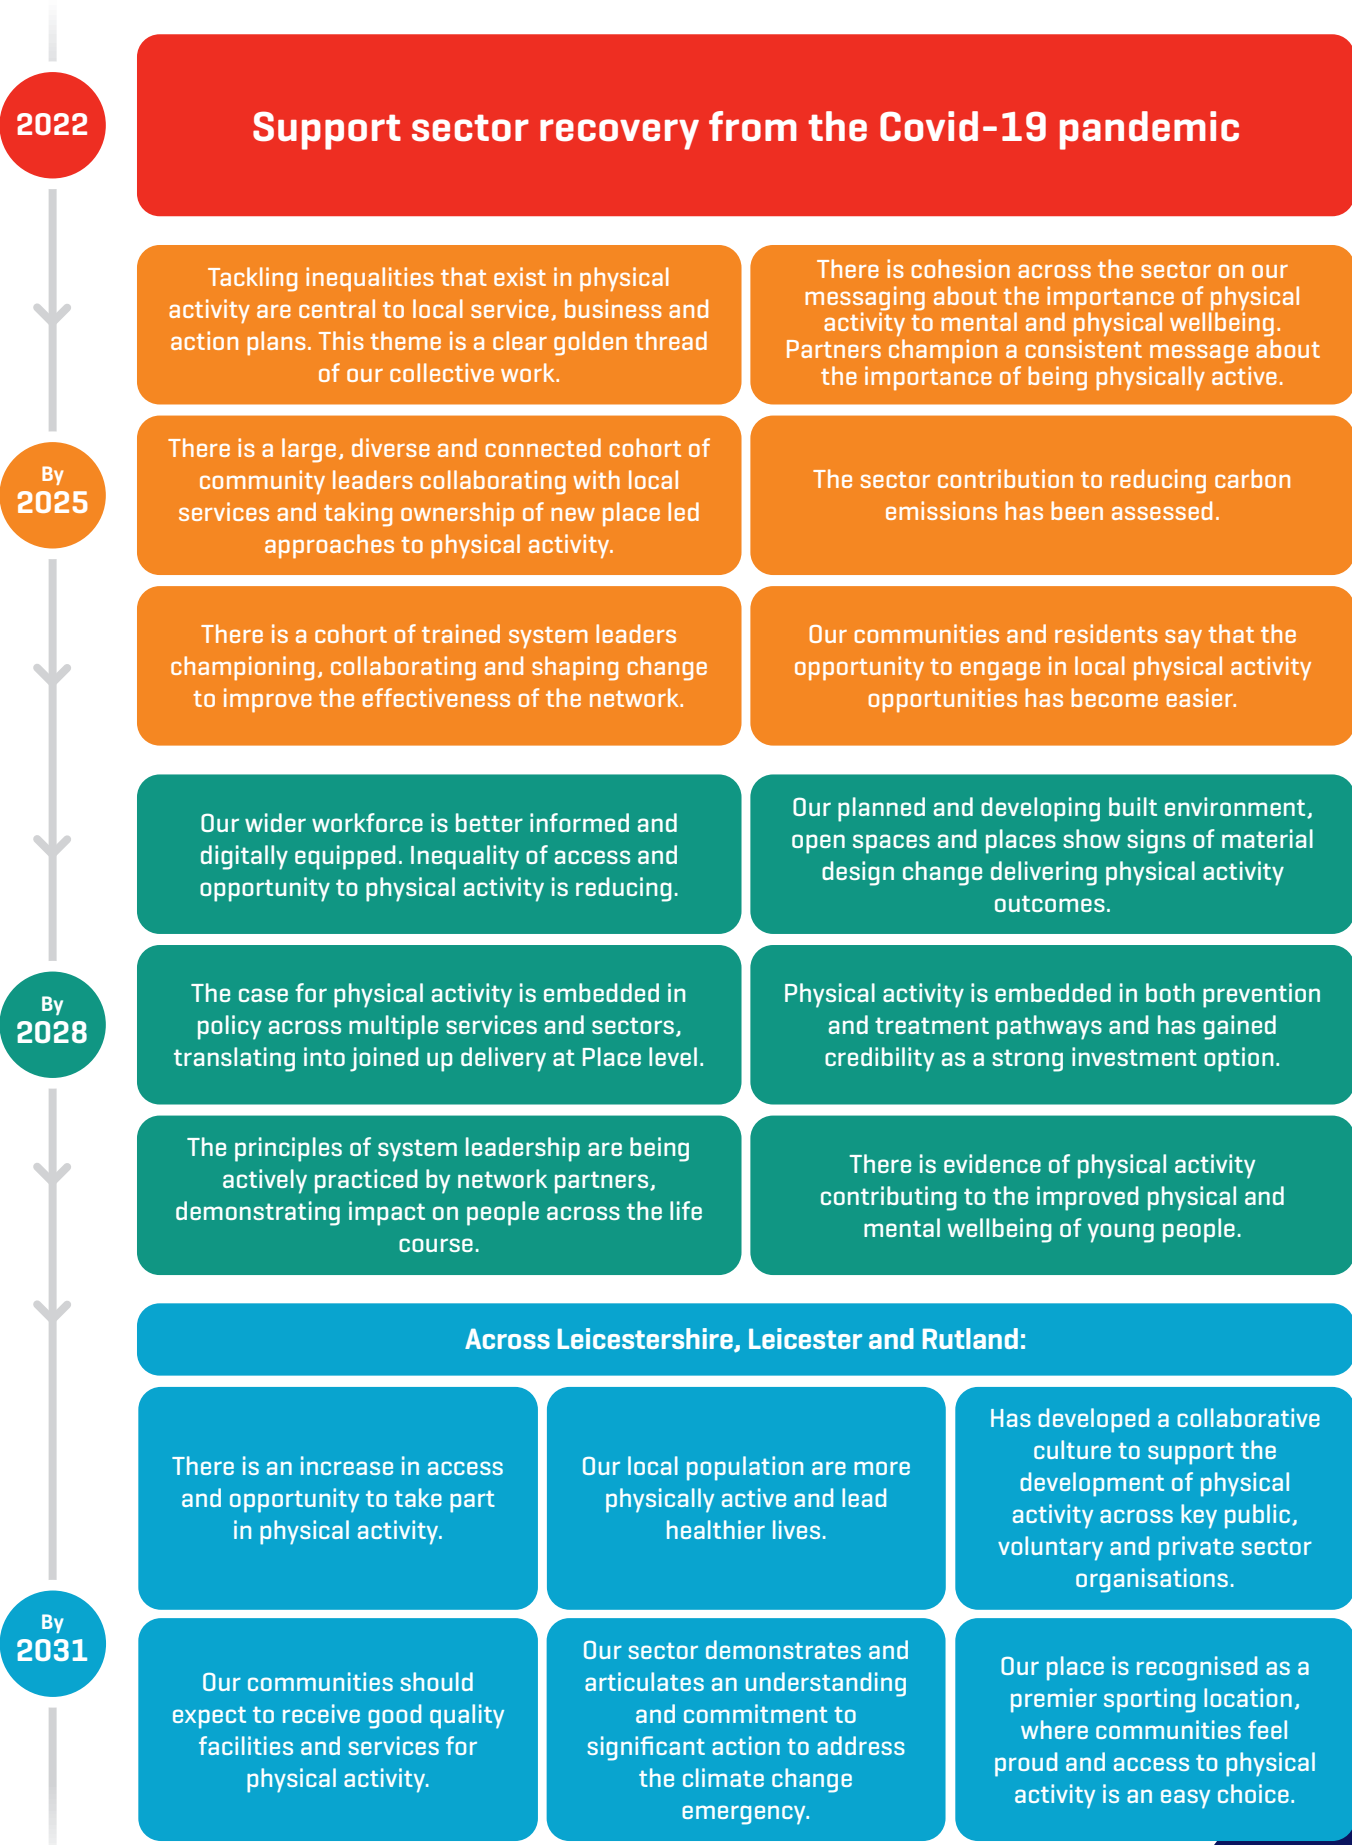 2022
Support sector recovery from the Covid-19 pandemic
Tackling inequalities that exist in physical
activity are central to local service, business and
action plans. This theme is a clear golden thread
of our collective work.
There is cohesion across the sector on our
messaging about the importance of physical
activity to mental and physical wellbeing.
Partners champion a consistent message about
the importance of being physically active.
By
2025
There is a large, diverse and connected cohort of
community leaders collaborating with local
services and taking ownership of new place led
approaches to physical activity.
The sector contribution to reducing carbon
emissions has been assessed.
There is a cohort of trained system leaders
championing, collaborating and shaping change
to improve the effectiveness of the network.
Our communities and residents say that the
opportunity to engage in local physical activity
opportunities has become easier.
Our wider workforce is better informed and
digitally equipped. Inequality of access and
opportunity to physical activity is reducing.
Our planned and developing built environment,
open spaces and places show signs of material
design change delivering physical activity
outcomes.
By
2028
The case for physical activity is embedded in
policy across multiple services and sectors,
translating into joined up delivery at Place level.
Physical activity is embedded in both prevention
and treatment pathways and has gained
credibility as a strong investment option.
The principles of system leadership are being
actively practiced by network partners,
demonstrating impact on people across the life
course.
There is evidence of physical activity
contributing to the improved physical and
mental wellbeing of young people.
Across Leicestershire, Leicester and Rutland:
There is an increase in access
and opportunity to take part
in physical activity.
Our local population are more
physically active and lead
healthier lives.
Has developed a collaborative
culture to support the
development of physical
activity across key public,
voluntary and private sector
organisations.
By
2031
Our communities should
expect to receive good quality
facilities and services for
physical activity.
Our sector demonstrates and
articulates an understanding
and commitment to
significant action to address
the climate change
emergency.
Our place is recognised as a
premier sporting location,
where communities feel
proud and access to physical
activity is an easy choice.